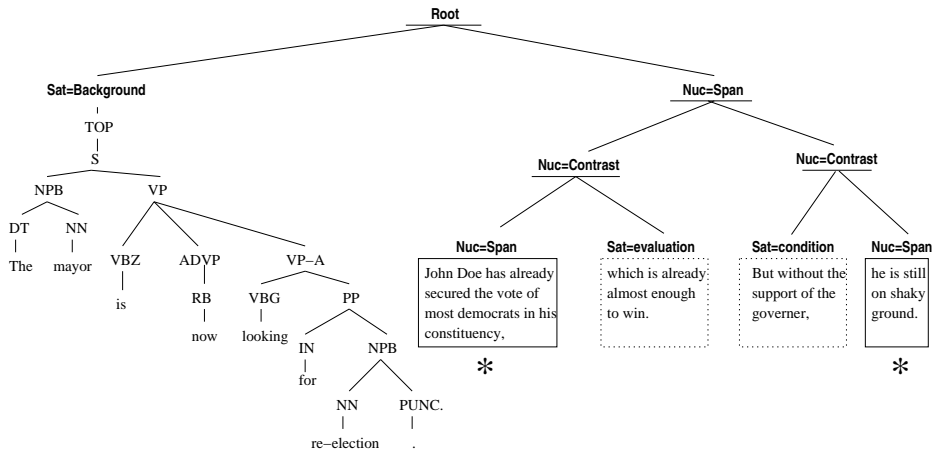 Root
Sat=Background
Nuc=Span
TOP
S
Nuc=Contrast
Nuc=Contrast
NPB
VP
DT
NN
The
mayor
VBZ
ADVP
VP–A
is
RB
now
VBG
PP
looking
IN
NPB
for
NN
PUNC.
re–election
.
Nuc=Span
John Doe has already
secured the vote of
most democrats in his
constituency,
*
Sat=evaluation
which is already
almost enough
to win.
Sat=condition
But without the
support of the
governer,
Nuc=Span
he is still
on shaky
ground.
*